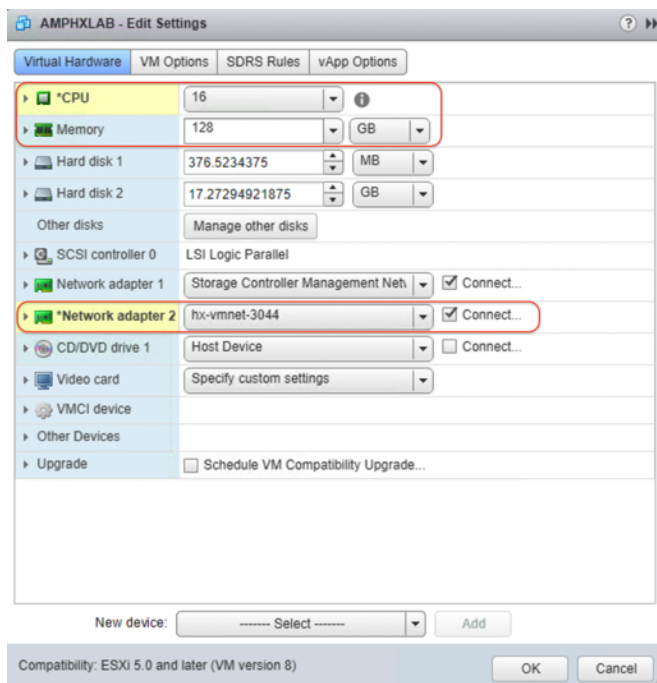 AMPHXLAB - Edit Settings
Virtual Hardware VM Options SDRS Rules vApp Options
*CPU 16
Memory 128 GB
Hard disk 1 376.5234375 MB
Hard disk 2 17.27294921875 GB
Other disks Manage other disks
SCSI controller 0 LSI Logic Parallel
Network adapter 1 Storage Controller Management Connect...
*Network adapter 2 hx-vmnet-3044 Connect...
CD/DVD drive 1 Host Device Connect...
Video card Specify custom settings
VMCI device
Other Devices
Upgrade Schedule VM Compatibility Upgrade...
New device: ------- Select ------- Add
Compatibility: ESXi 5.0 and later (VM version 8) OK Cancel